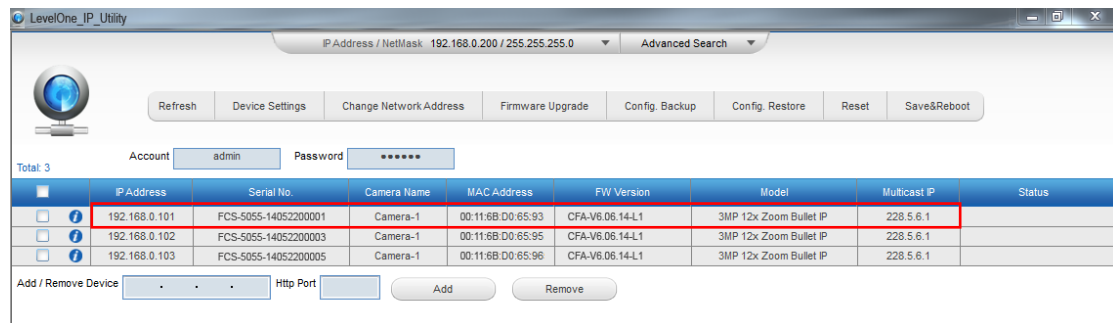 LevelOne_IP_Utility
IP Address / NetMask 192.168.0.200 / 255.255.255.0 Advanced Search
Refresh Device Settings Change Network Address Firmware Upgrade Config. Backup Config. Restore Reset Save&Reboot
Account admin Password ●●●●●●
Total: 3
IP Address Serial No. Camera Name MAC Address FW Version Model Multicast IP Status
192.168.0.101 FCS-5055-14052200001 Camera-1 00:11:6B:D0:65:93 CFA-V6.06.14-L1 3MP 12x Zoom Bullet IP 228.5.6.1
192.168.0.102 FCS-5055-14052200003 Camera-1 00:11:6B:D0:65:95 CFA-V6.06.14-L1 3MP 12x Zoom Bullet IP 228.5.6.1
192.168.0.103 FCS-5055-14052200005 Camera-1 00:11:6B:D0:65:96 CFA-V6.06.14-L1 3MP 12x Zoom Bullet IP 228.5.6.1
Add / Remove Device . . . Http Port Add Remove